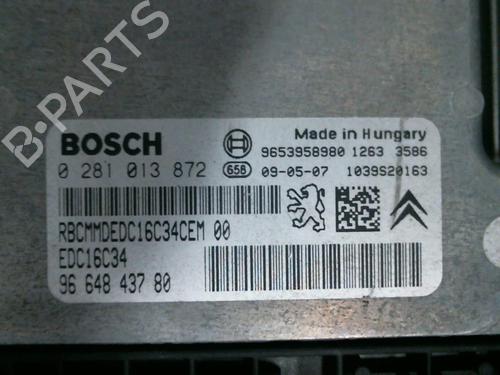 B-PARTS
BOSCH
Made in Hungary
9653958980 1263 3586
0 281 013 872 G58 09-05-07 1039S20163
RBCMMDEDC16C34CEM 00
EDC16C34
96 648 437 80